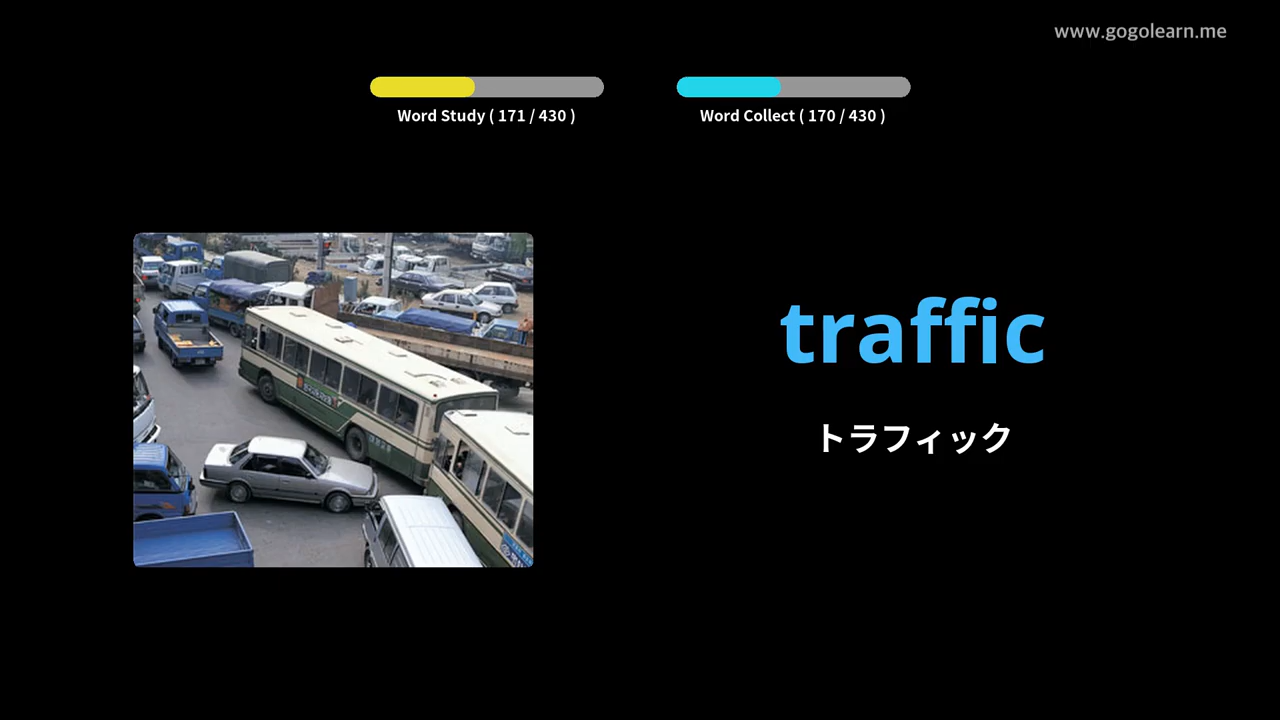 www.gogolearn.me
Word Study ( 171 / 430 )
Word Collect ( 170 / 430 )
traffic
トラフィック